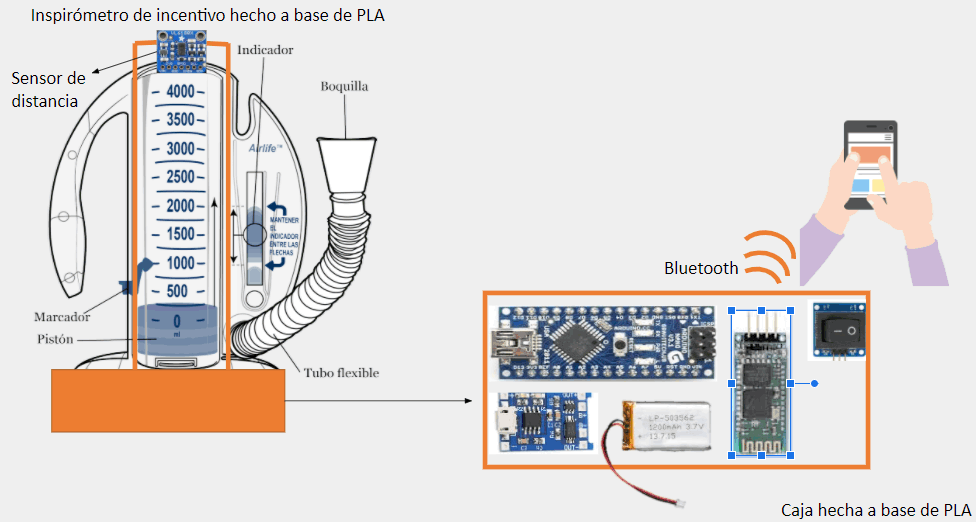 Inspirómetro de incentivo hecho a base de PLA
Sensor de
distancia
Indicador
Boquilla
4000
3500
3000
2500
2000
1500
1000
500
0
ml
Airlife™
MANTENER
EL
INDICADOR
ENTRE LAS
FLECHAS
Marcador
Pistón
Tubo flexible
Bluetooth
LP-503562
1200mAh 3.7V
Caja hecha a base de PLA